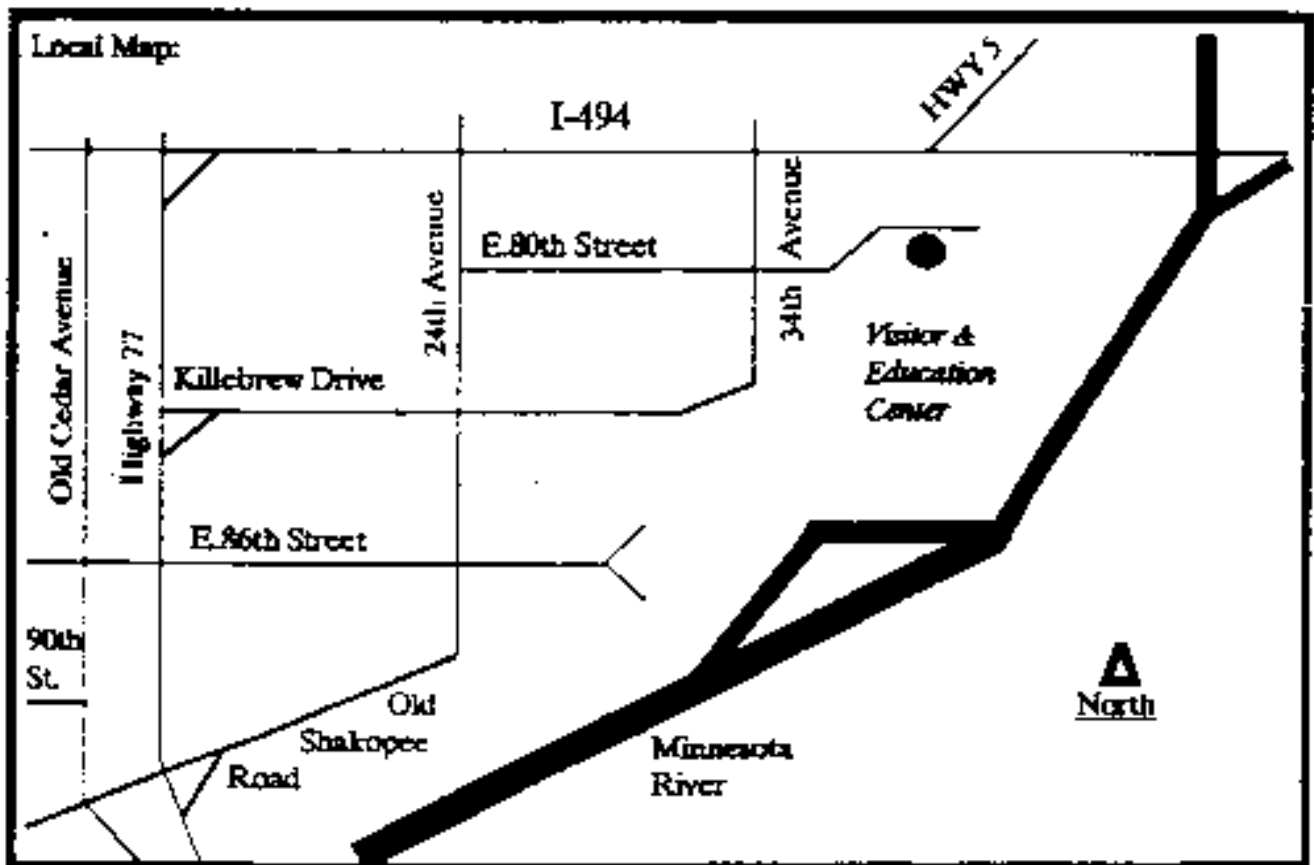 Local Map:
HWY 5
I-494
E.80th Street
24th Avenue
34th Avenue
Old Cedar Avenue
Highway 77
Visitor &
Education
Center
Killebrew Drive
E.86th Street
90th
St.
Old
Shakopee
Road
Minnesota
River
North